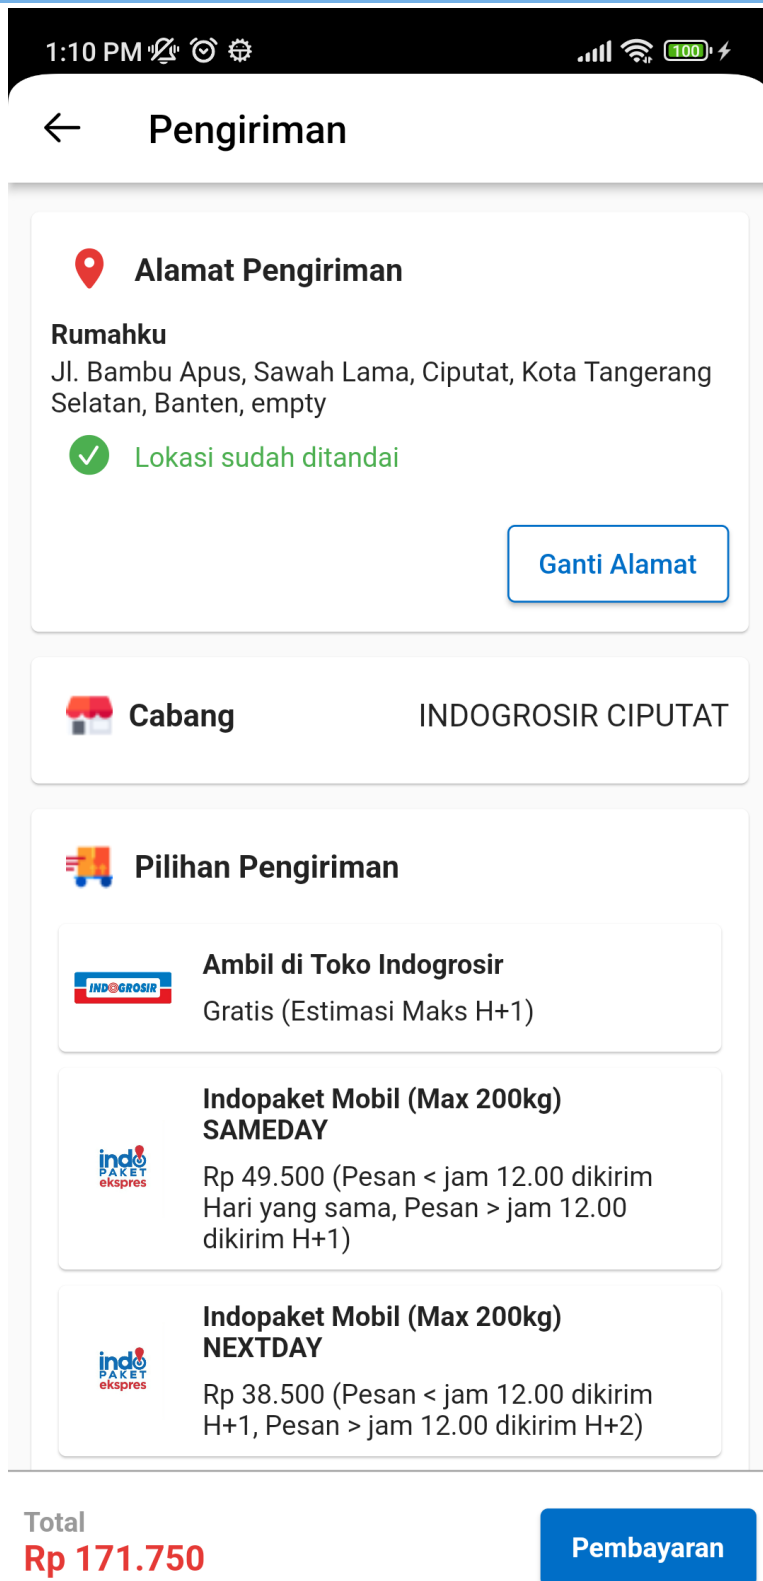 1:10 PM
100
Pengiriman
Alamat Pengiriman
Rumahku
Jl. Bambu Apus, Sawah Lama, Ciputat, Kota Tangerang
Selatan, Banten, empty
Lokasi sudah ditandai
Ganti Alamat
Cabang INDOGROSIR CIPUTAT
Pilihan Pengiriman
INDOGROSIR
Ambil di Toko Indogrosir
Gratis (Estimasi Maks H+1)
indo
PAKET
ekspres
Indopaket Mobil (Max 200kg)
SAMEDAY
Rp 49.500 (Pesan < jam 12.00 dikirim
Hari yang sama, Pesan > jam 12.00
dikirim H+1)
indo
PAKET
ekspres
Indopaket Mobil (Max 200kg)
NEXTDAY
Rp 38.500 (Pesan < jam 12.00 dikirim
H+1, Pesan > jam 12.00 dikirim H+2)
Total
Rp 171.750
Pembayaran